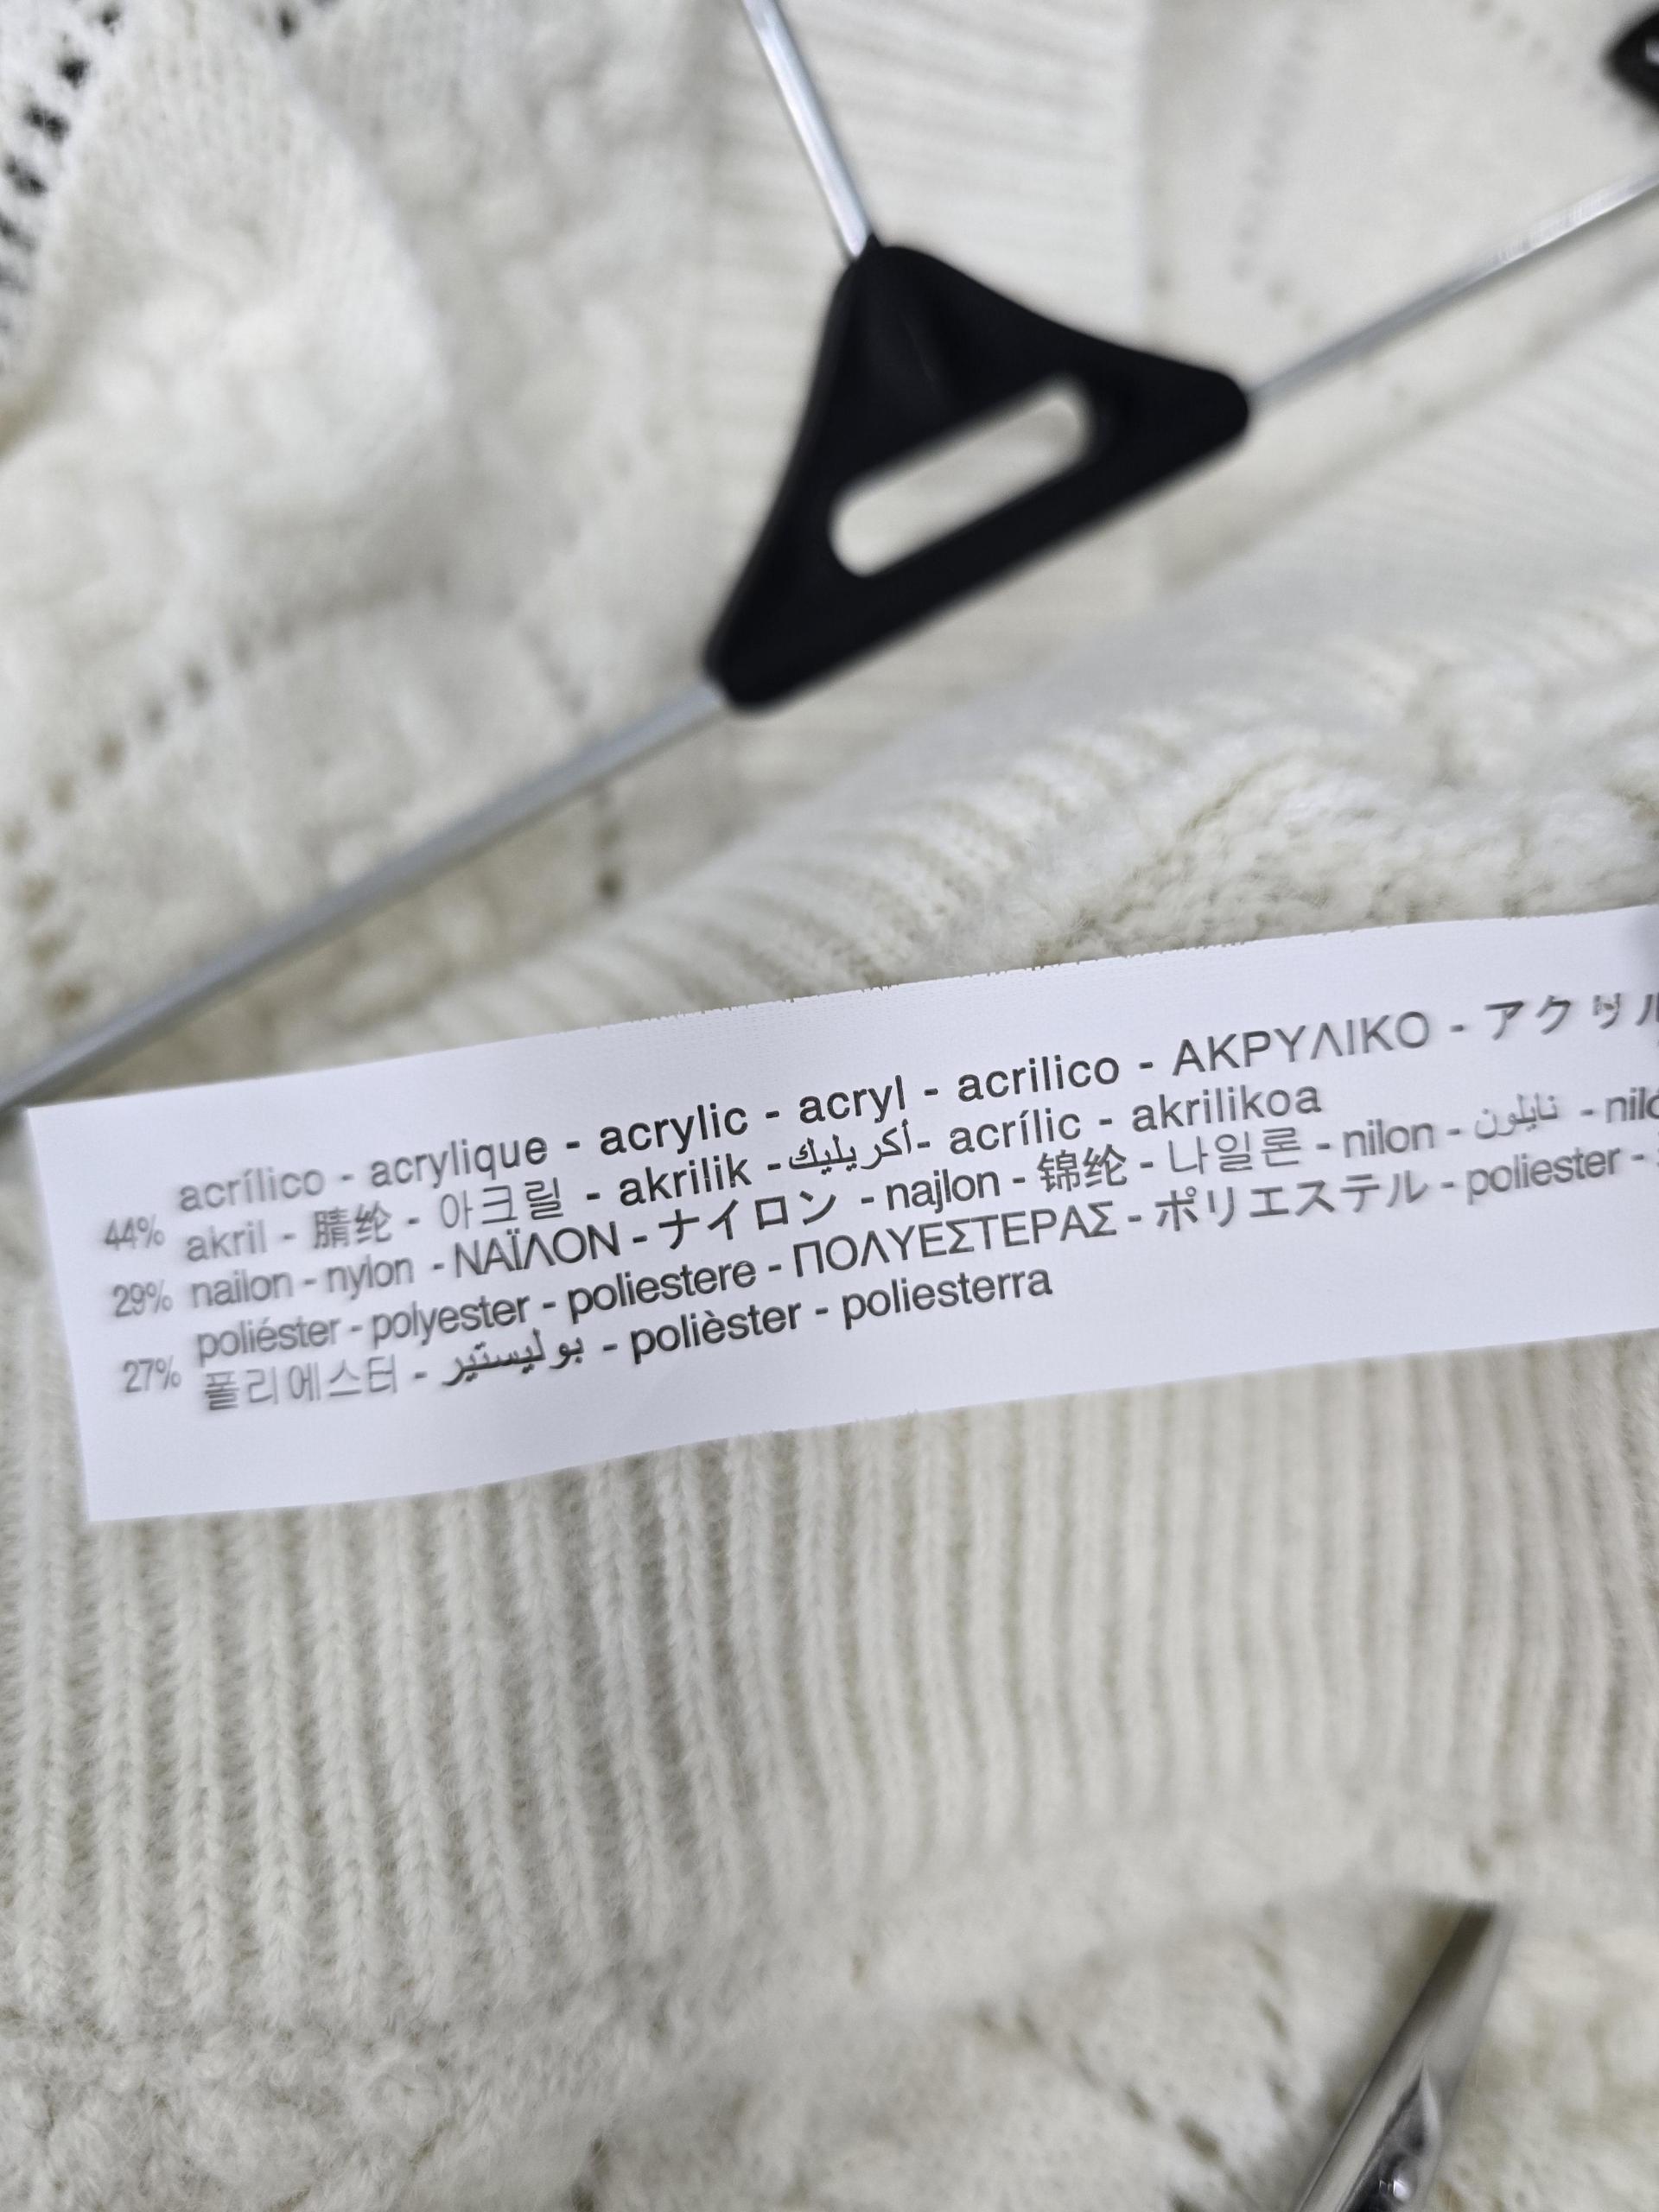 acrílico - acrylique - acrylic - acryl - acrilico - ΑΚΡΥΛΙΚΟ - アクリル
44% akril - 腈纶 - 아크릴 - akrilik - أكريليك - acrílic - akrilikoa
29% nailon - nylon - ΝΑΪΛΟΝ - ナイロン - najlon - 锦纶 - 나일론 - nilon - نايلون -
poliéster - polyester - poliestere - ΠΟΛΥΕΣΤΕΡΑΣ - ポリエステル - poliester -
27% 폴리에스터 - بوليستير - polièster - poliesterra